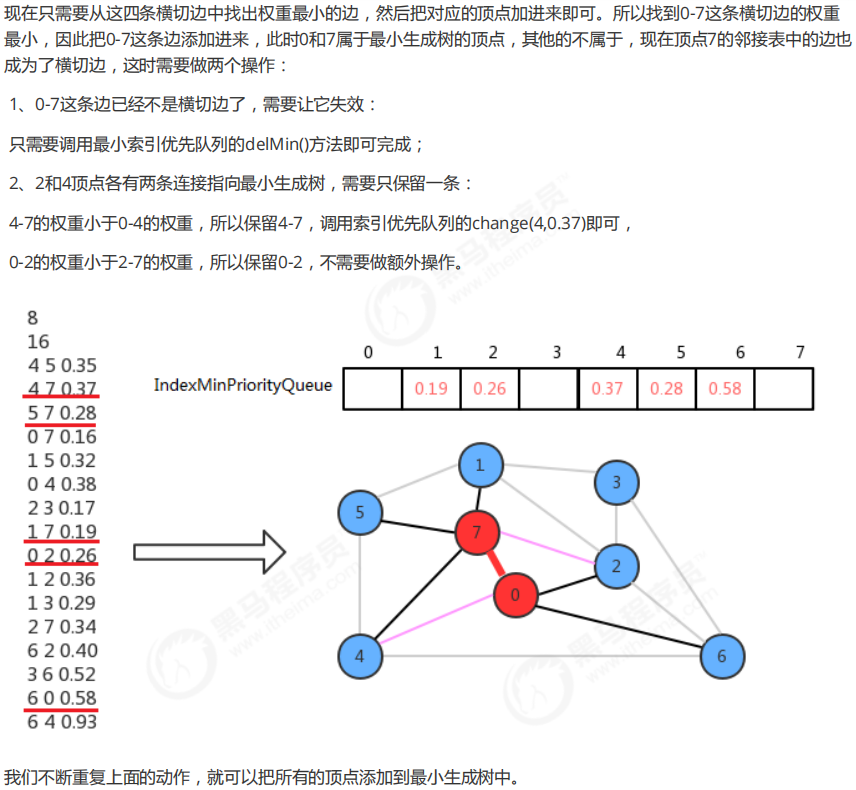 现在只需要从这四条横切边中找出权重最小的边，然后把对应的顶点加进来即可。所以找到0-7这条横切边的权重
最小，因此把0-7这条边添加进来，此时0和7属于最小生成树的顶点，其他的不属于，现在顶点7的邻接表中的边也
成为了横切边，这时需要做两个操作：
1、0-7这条边已经不是横切边了，需要让它失效：
只需要调用最小索引优先队列的delMin()方法即可完成；
2、2和4顶点各有两条连接指向最小生成树，需要只保留一条：
4-7的权重小于0-4的权重，所以保留4-7，调用索引优先队列的change(4,0.37)即可，
0-2的权重小于2-7的权重，所以保留0-2，不需要做额外操作。
8
16
4 5 0.35
4 7 0.37
5 7 0.28
0 7 0.16
1 5 0.32
0 4 0.38
2 3 0.17
1 7 0.19
0 2 0.26
1 2 0.36
1 3 0.29
2 7 0.34
6 2 0.40
3 6 0.52
6 0 0.58
6 4 0.93
0 1 2 3 4 5 6 7
IndexMinPriorityQueue 0.19 0.26 0.37 0.28 0.58
1
3
5
7
2
0
4
6
黑马程序员
www.itheima.com
黑马程序员
www.itheima.com
黑马程序员
www.itheima.com
我们不断重复上面的动作，就可以把所有的顶点添加到最小生成树中。